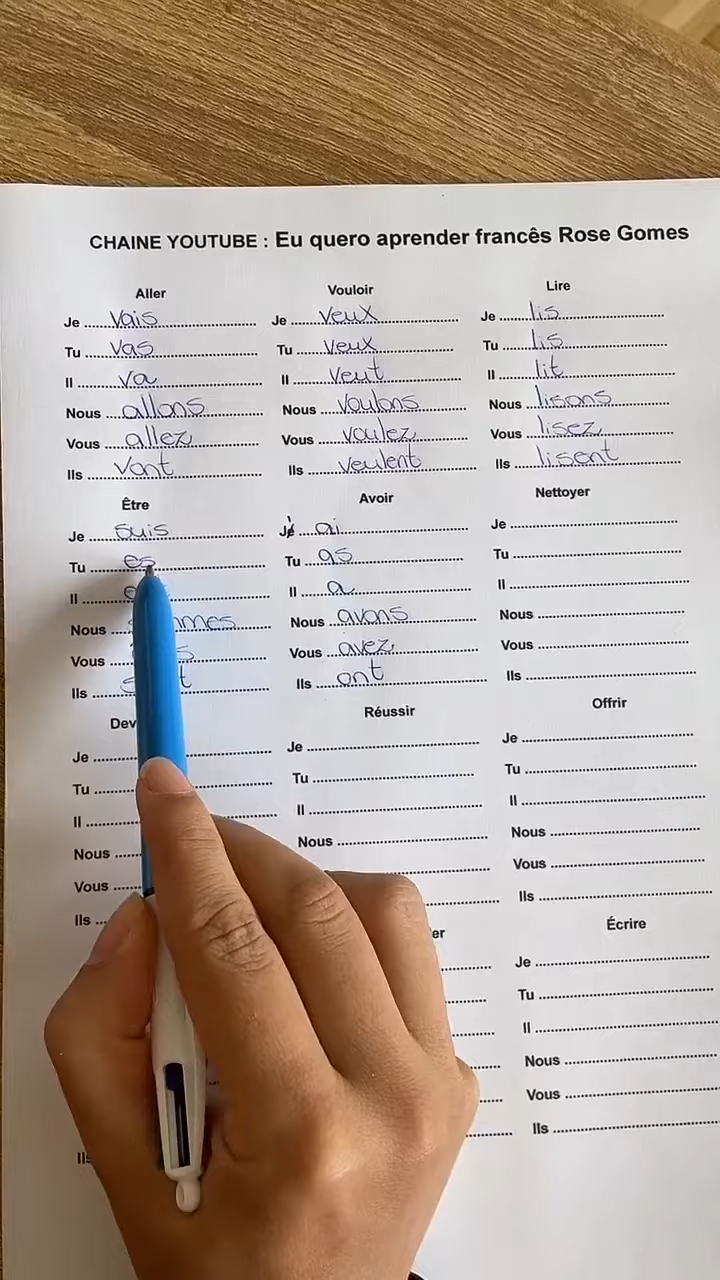 CHAINE YOUTUBE : Eu quero aprender francês Rose Gomes
Aller
Je vais
Tu vas
Il va
Nous allons
Vous allez
Ils vont
Vouloir
Je veux
Tu veux
Il veut
Nous voulons
Vous voulez
Ils veulent
Lire
Je lis
Tu lis
Il lit
Nous lisons
Vous lisez
Ils lisent
Être
Je suis
Tu es
Il
Nous
Vous
Ils
Avoir
J' ai
Tu as
Il a
Nous avons
Vous avez
Ils ont
Nettoyer
Je
Tu
Il
Nous
Vous
Ils
Je
Tu
Il
Nous
Vous
Ils
Réussir
Je
Tu
Il
Nous
Offrir
Je
Tu
Il
Nous
Vous
Ils
Écrire
Je
Tu
Il
Nous
Vous
Ils
Ils